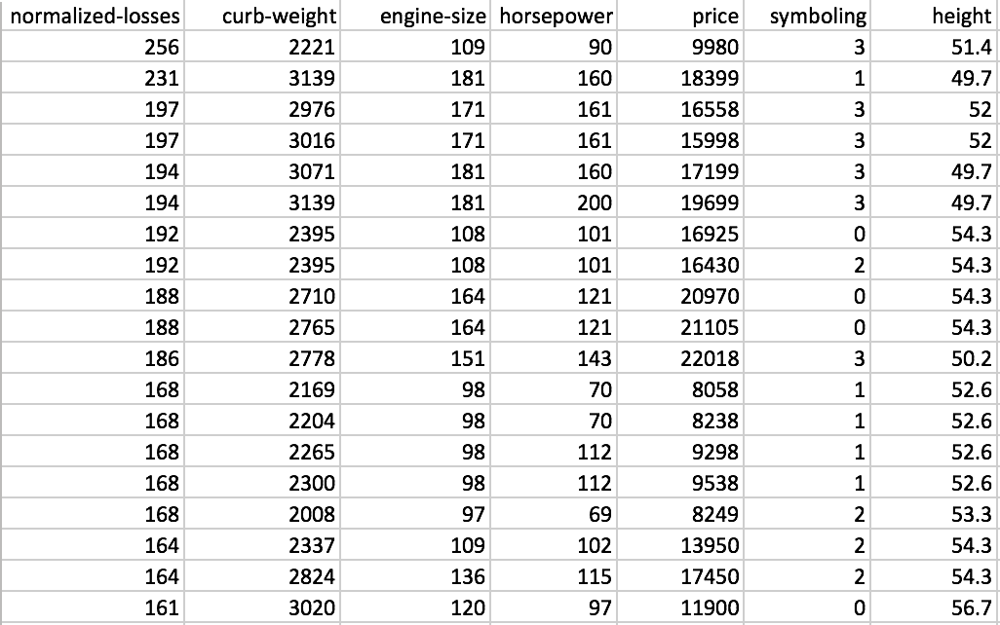 normalized-losses curb-weight engine-size horsepower price symboling height
256 2221 109 90 9980 3 51.4
231 3139 181 160 18399 1 49.7
197 2976 171 161 16558 3 52
197 3016 171 161 15998 3 52
194 3071 181 160 17199 3 49.7
194 3139 181 200 19699 3 49.7
192 2395 108 101 16925 0 54.3
192 2395 108 101 16430 2 54.3
188 2710 164 121 20970 0 54.3
188 2765 164 121 21105 0 54.3
186 2778 151 143 22018 3 50.2
168 2169 98 70 8058 1 52.6
168 2204 98 70 8238 1 52.6
168 2265 98 112 9298 1 52.6
168 2300 98 112 9538 1 52.6
168 2008 97 69 8249 2 53.3
164 2337 109 102 13950 2 54.3
164 2824 136 115 17450 2 54.3
161 3020 120 97 11900 0 56.7